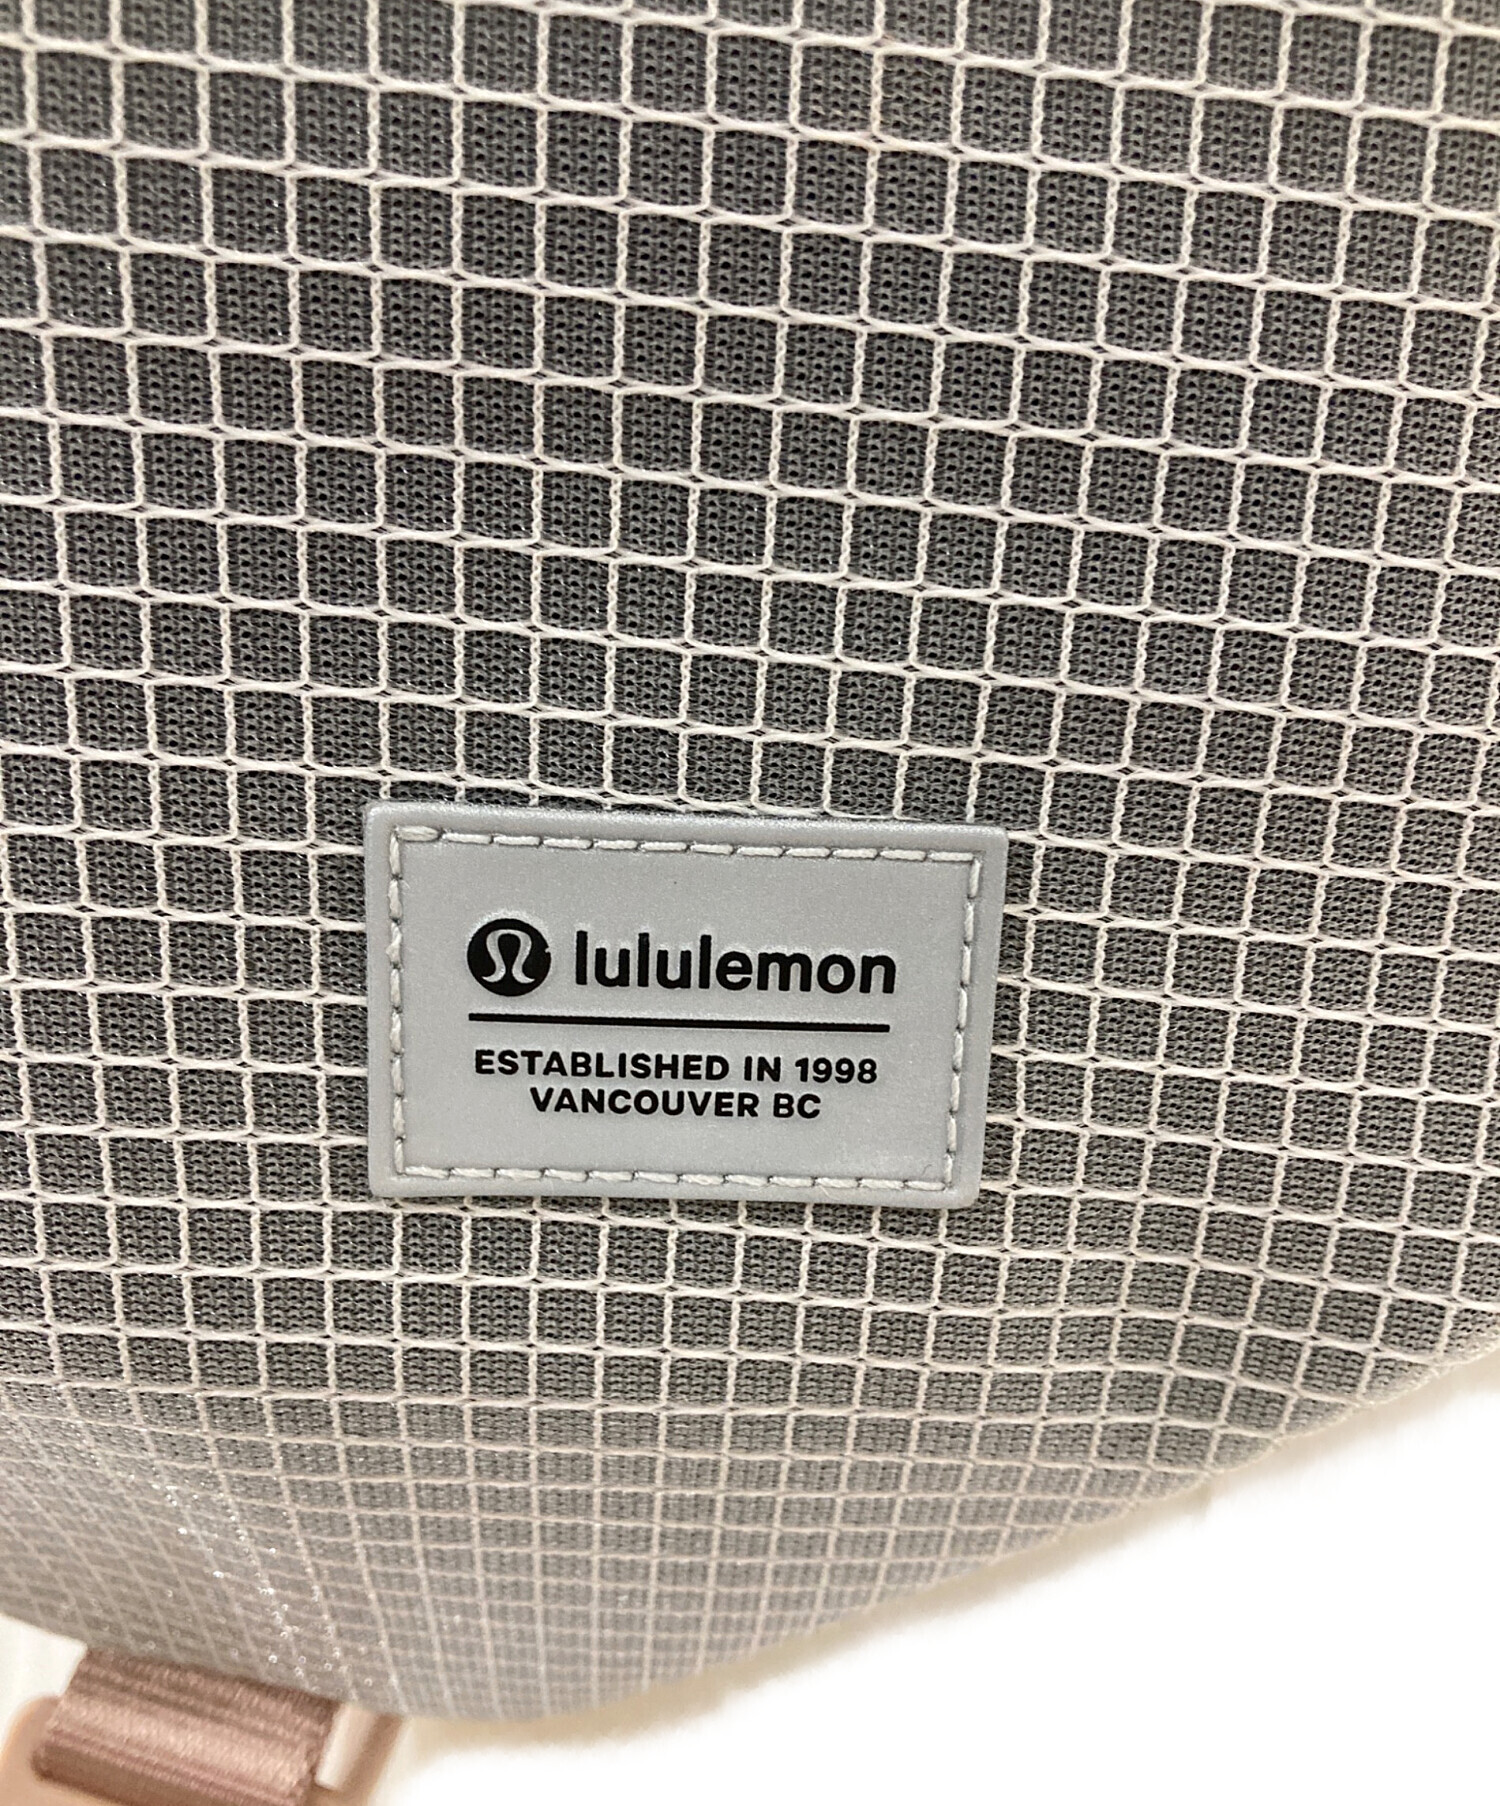 lululemon
ESTABLISHED IN 1998
VANCOUVER BC